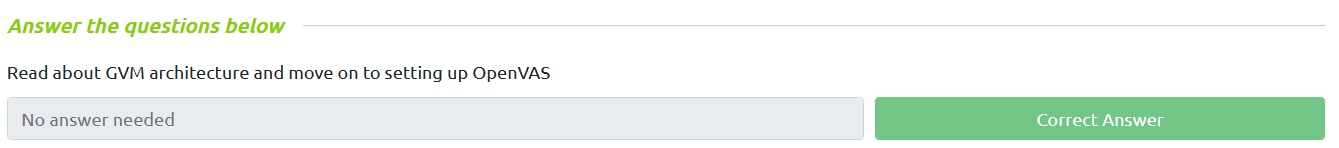 Answer the questions below
Read about GVM architecture and move on to setting up OpenVAS
No answer needed
Correct Answer